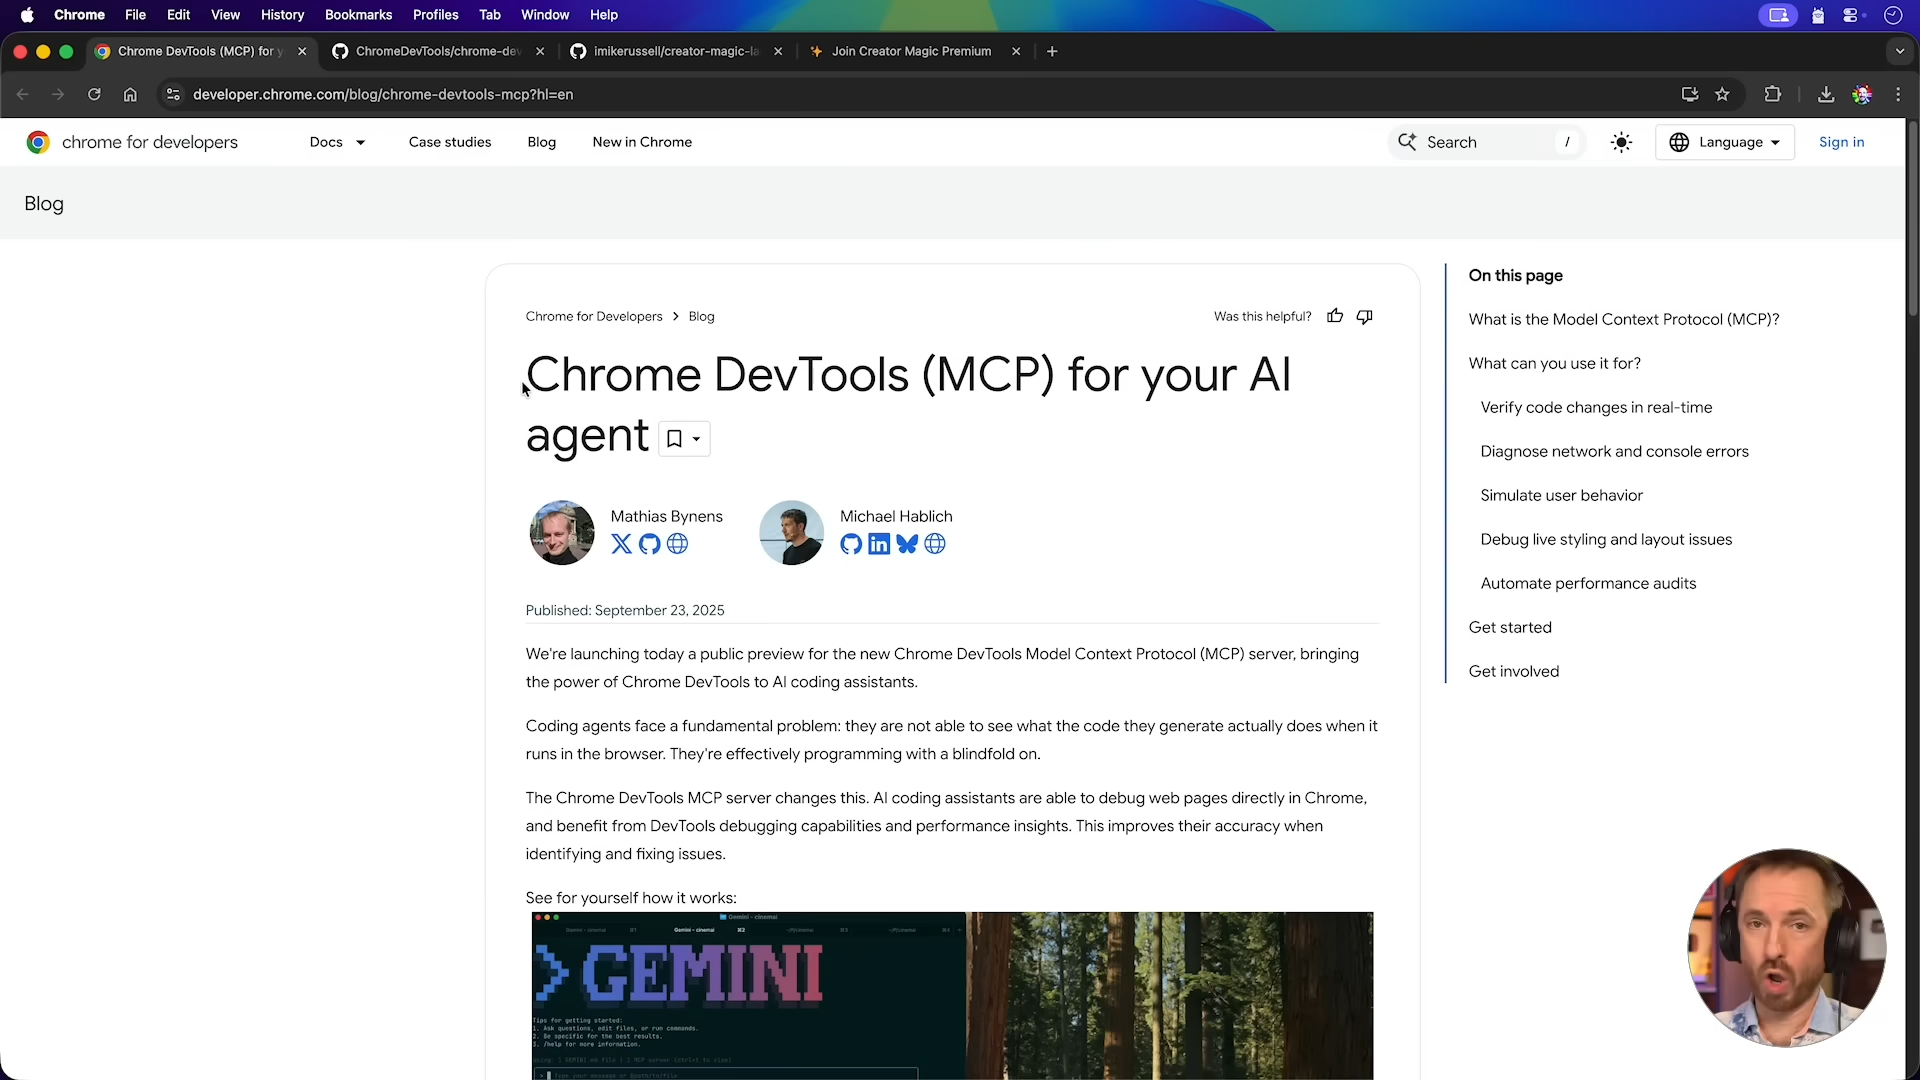 Chrome File Edit View History Bookmarks Profiles Tab Window Help
Chrome DevTools (MCP) for y
ChromeDevTools/chrome-dev
imikerussell/creator-magic-la
Join Creator Magic Premium
developer.chrome.com/blog/chrome-devtools-mcp?hl=en
chrome for developers
Docs
Case studies
Blog
New in Chrome
Search /
Language
Sign in
Blog
Chrome for Developers > Blog
Was this helpful?
Chrome DevTools (MCP) for your AI
agent
Mathias Bynens
Michael Hablich
Published: September 23, 2025
We're launching today a public preview for the new Chrome DevTools Model Context Protocol (MCP) server, bringing
the power of Chrome DevTools to AI coding assistants.
Coding agents face a fundamental problem: they are not able to see what the code they generate actually does when it
runs in the browser. They're effectively programming with a blindfold on.
The Chrome DevTools MCP server changes this. AI coding assistants are able to debug web pages directly in Chrome,
and benefit from DevTools debugging capabilities and performance insights. This improves their accuracy when
identifying and fixing issues.
See for yourself how it works:
Gemini - cinemai
Gemini - cinemai
> GEMINI
Tips for getting started:
1. Ask questions, edit files, or run commands.
2. Be specific for the best results.
3. /help for more information.
On this page
What is the Model Context Protocol (MCP)?
What can you use it for?
Verify code changes in real-time
Diagnose network and console errors
Simulate user behavior
Debug live styling and layout issues
Automate performance audits
Get started
Get involved